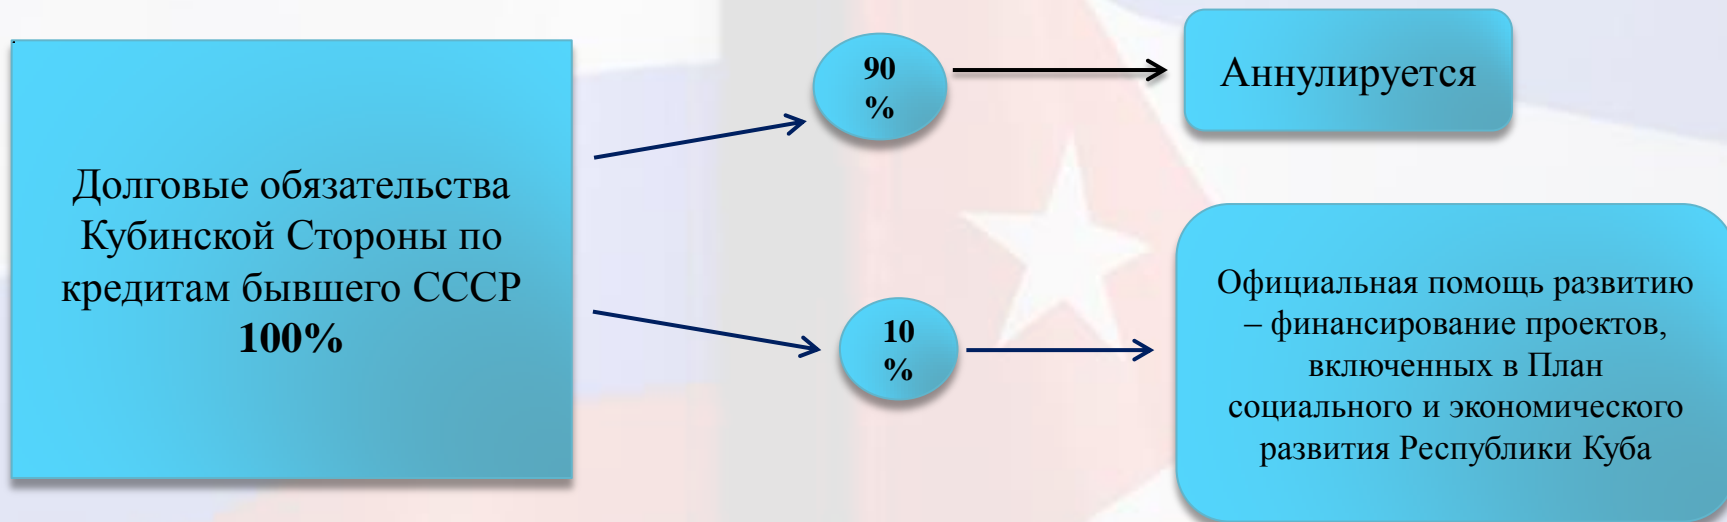 Долговые обязательства
Кубинской Стороны по
кредитам бывшего СССР
100%
90
%
Аннулируется
10
%
Официальная помощь развитию
– финансирование проектов,
включенных в План
социального и экономического
развития Республики Куба